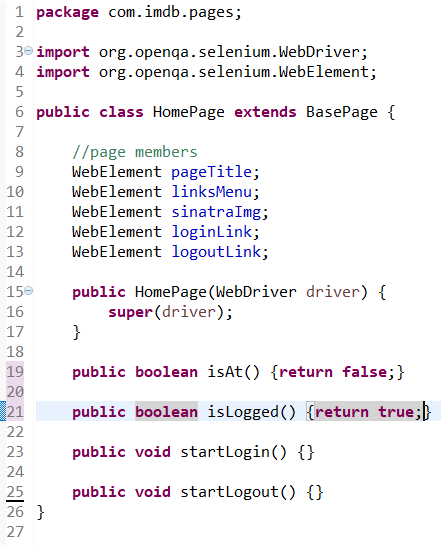 1 package com.imdb.pages;
2
3 import org.openqa.selenium.WebDriver;
4 import org.openqa.selenium.WebElement;
5
6 public class HomePage extends BasePage {
7
8     //page members
9     WebElement pageTitle;
10     WebElement linksMenu;
11     WebElement sinatraImg;
12     WebElement loginLink;
13     WebElement logoutLink;
14
15     public HomePage(WebDriver driver) {
16         super(driver);
17     }
18
19     public boolean isAt() {return false;}
20
21     public boolean isLogged() {return true;}
22
23     public void startLogin() {}
24
25     public void startLogout() {}
26 }
27